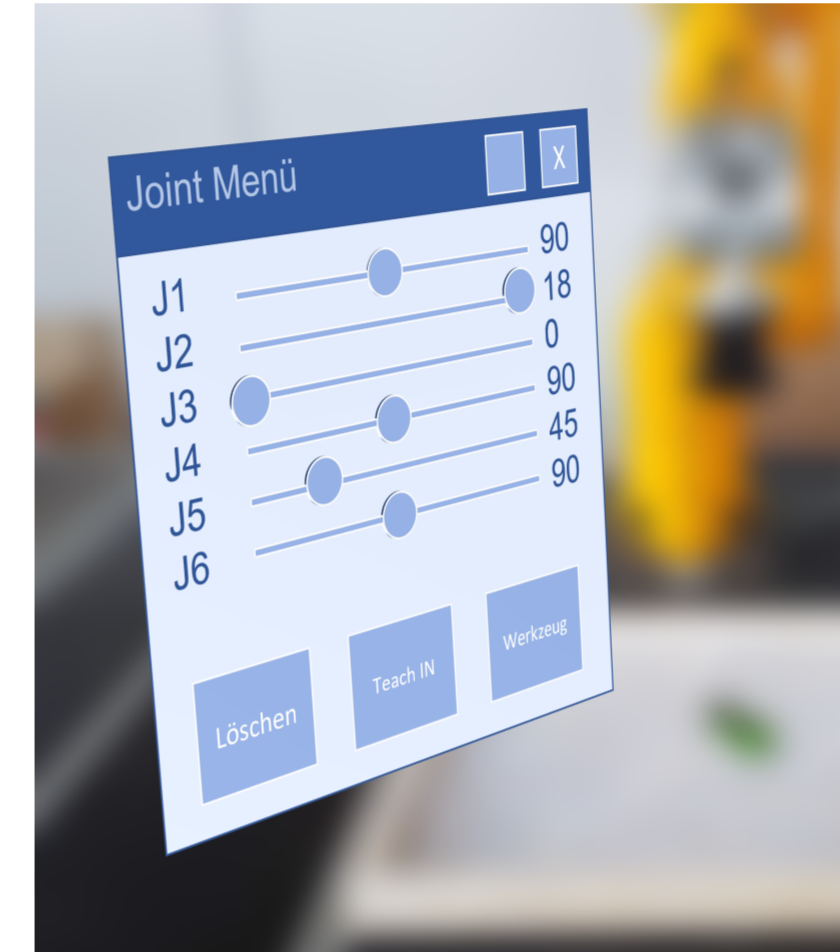 Joint Menü X
J1 90
J2 18
J3 0
J4 90
J5 45
J6 90
Löschen Teach IN Werkzeug